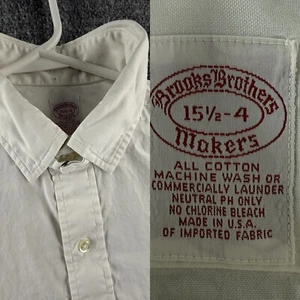 Brooks Brothers
15½-4
Makers
ALL COTTON
MACHINE WASH OR
COMMERCIALLY LAUNDER
NEUTRAL PH ONLY
NO CHLORINE BLEACH
MADE IN U.S.A.
OF IMPORTED FABRIC